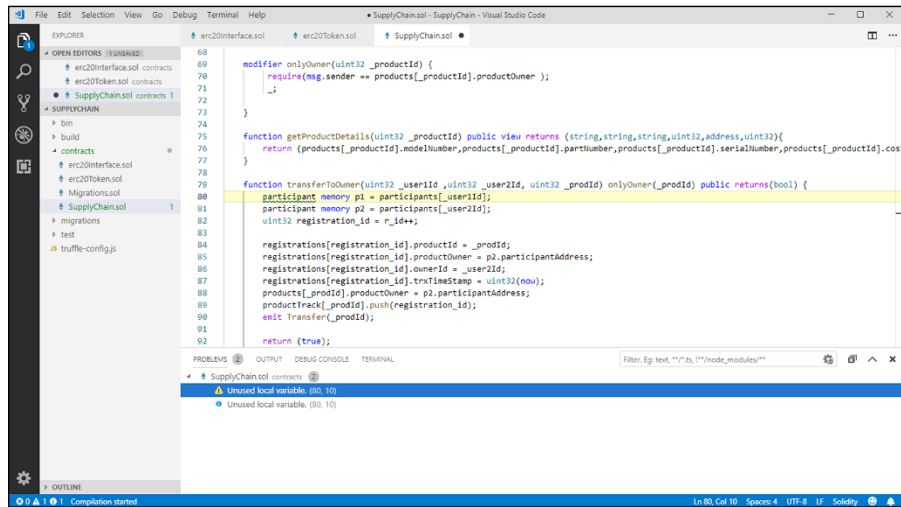 File Edit Selection View Go Debug Terminal Help
● SupplyChain.sol - SupplyChain - Visual Studio Code
EXPLORER
OPEN EDITORS 1 UNSAVED
erc20Interface.sol contracts
erc20Token.sol contracts
● SupplyChain.sol contracts 1
SUPPLYCHAIN
bin
build
contracts
erc20Interface.sol
erc20Token.sol
Migrations.sol
SupplyChain.sol 1
migrations
test
JS truffle-config.js
OUTLINE
erc20Interface.sol erc20Token.sol SupplyChain.sol ●
68
69 modifier onlyOwner(uint32 _productId) {
70 require(msg.sender == products[_productId].productOwner );
71 _;
72
73 }
74
75 function getProductDetails(uint32 _productId) public view returns (string,string,string,uint32,address,uint32){
76 return (products[_productId].modelNumber,products[_productId].partNumber,products[_productId].serialNumber,products[_productId].cos
77 }
78
79 function transferToOwner(uint32 _user1Id ,uint32 _user2Id, uint32 _prodId) onlyOwner(_prodId) public returns(bool) {
80 participant memory p1 = participants[_user1Id];
81 participant memory p2 = participants[_user2Id];
82 uint32 registration_id = r_id++;
83
84 registrations[registration_id].productId = _prodId;
85 registrations[registration_id].productOwner = p2.participantAddress;
86 registrations[registration_id].ownerId = _user2Id;
87 registrations[registration_id].trxTimeStamp = uint32(now);
88 products[_prodId].productOwner = p2.participantAddress;
89 productTrack[_prodId].push(registration_id);
90 emit Transfer(_prodId);
91
92 return (true);
PROBLEMS 2 OUTPUT DEBUG CONSOLE TERMINAL
Filter. Eg: text, **/*.ts, !**/node_modules/**
SupplyChain.sol contracts 2
Unused local variable. (80, 10)
Unused local variable. (80, 10)
0 1 1 Compilation started
Ln 80, Col 10 Spaces: 4 UTF-8 LF Solidity